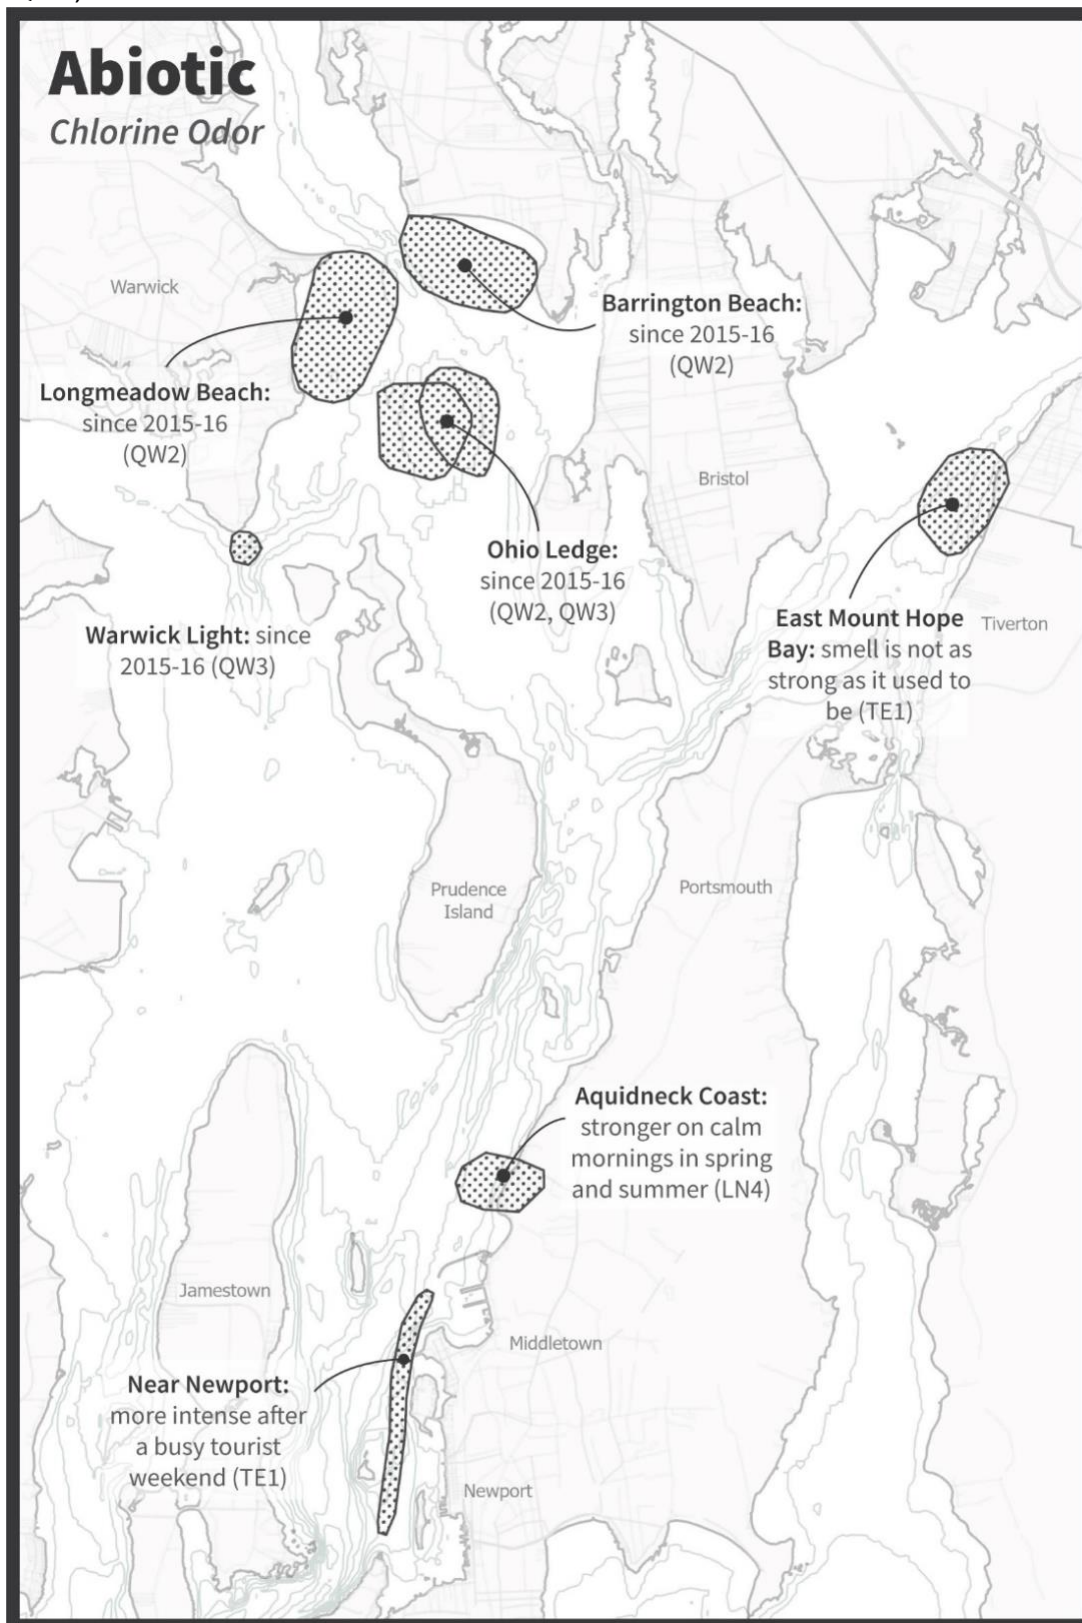 Abiotic
Chlorine Odor
Warwick
Barrington Beach:
since 2015-16
(QW2)
Longmeadow Beach:
since 2015-16
(QW2)
Bristol
Ohio Ledge:
since 2015-16
(QW2, QW3)
East Mount Hope
Bay: smell is not as
strong as it used to
be (TE1)
Tiverton
Warwick Light: since
2015-16 (QW3)
Prudence
Island
Portsmouth
Aquidneck Coast:
stronger on calm
mornings in spring
and summer (LN4)
Jamestown
Middletown
Near Newport:
more intense after
a busy tourist
weekend (TE1)
Newport